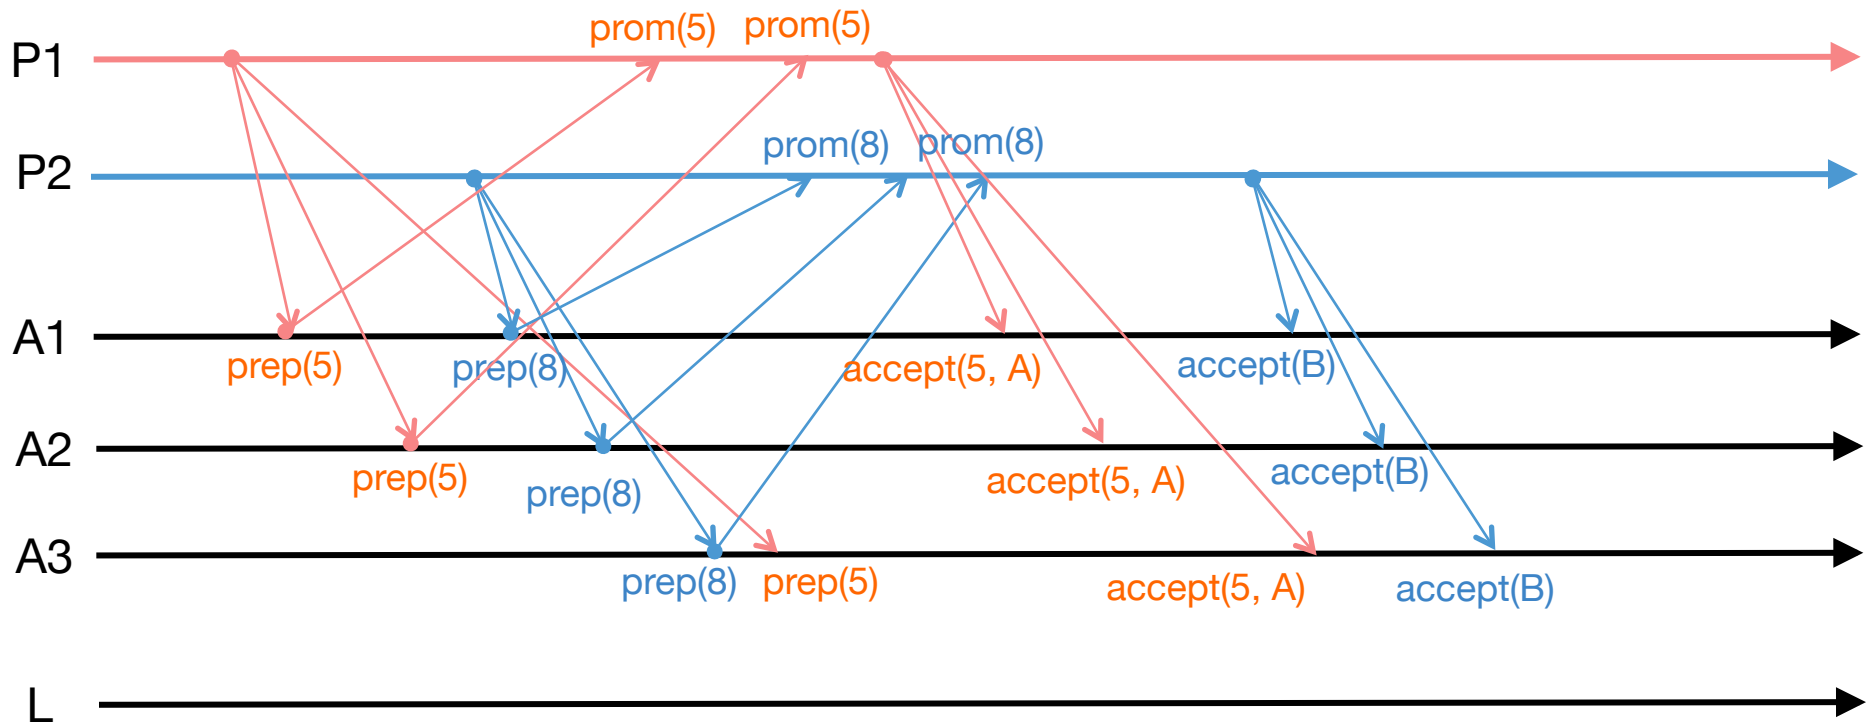 prom(5) prom(5)
P1
prom(8) prom(8)
P2
A1
prep(5) prep(8) accept(5, A) accept(B)
A2
prep(5) prep(8) accept(5, A) accept(B)
A3
prep(8) prep(5) accept(5, A) accept(B)
L